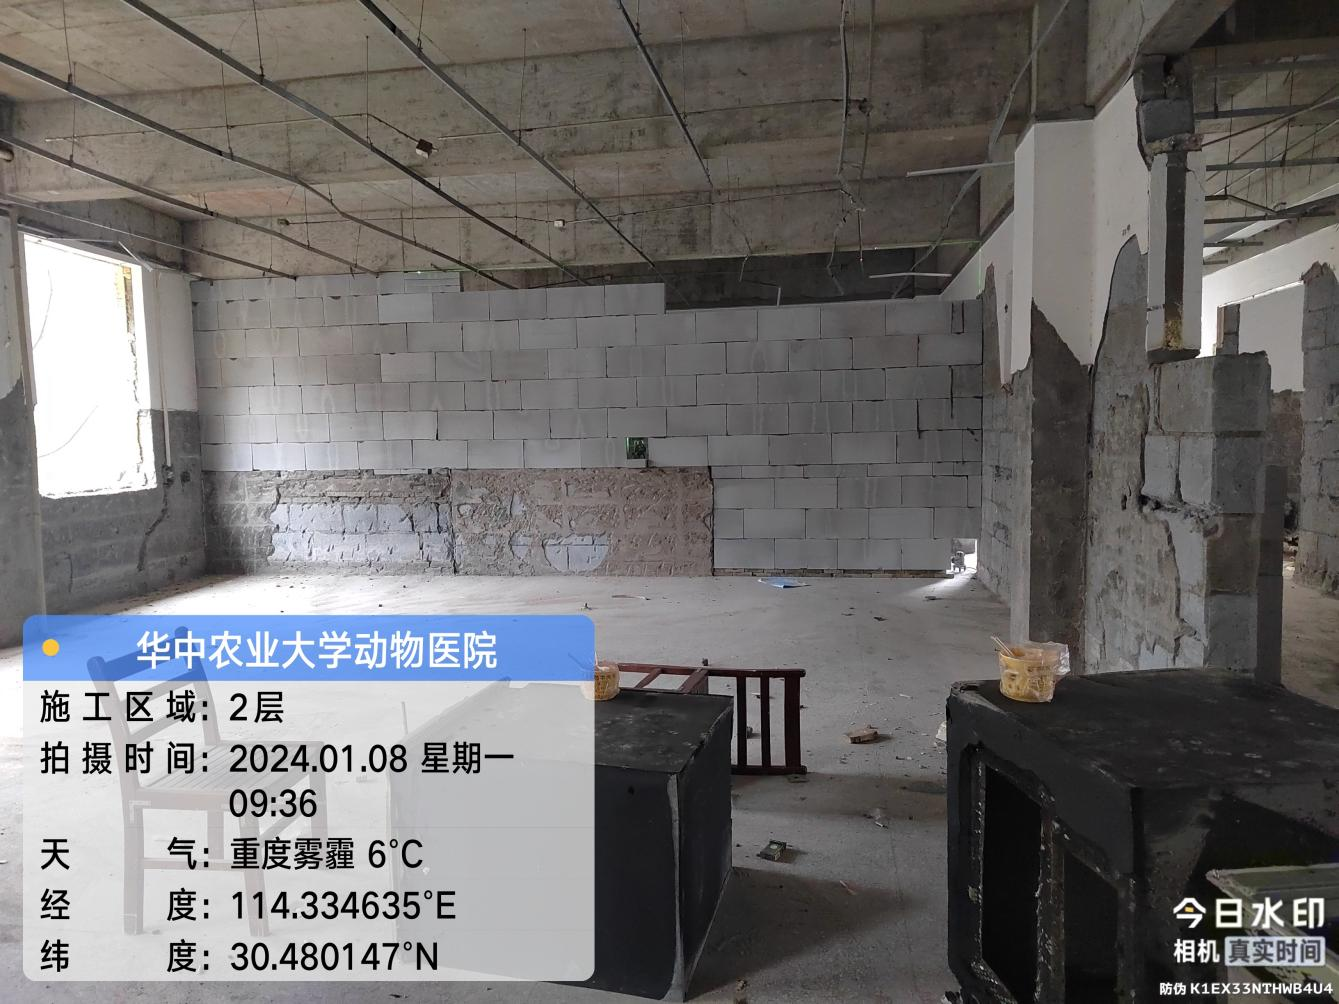 华中农业大学动物医院
施工区域：2层
拍摄时间：2024.01.08 星期一
09:36
天气：重度雾霾 6°C
经度：114.334635°E
纬度：30.480147°N
今日水印
相机 真实时间
防伪 K1EX33NTHWB4U4